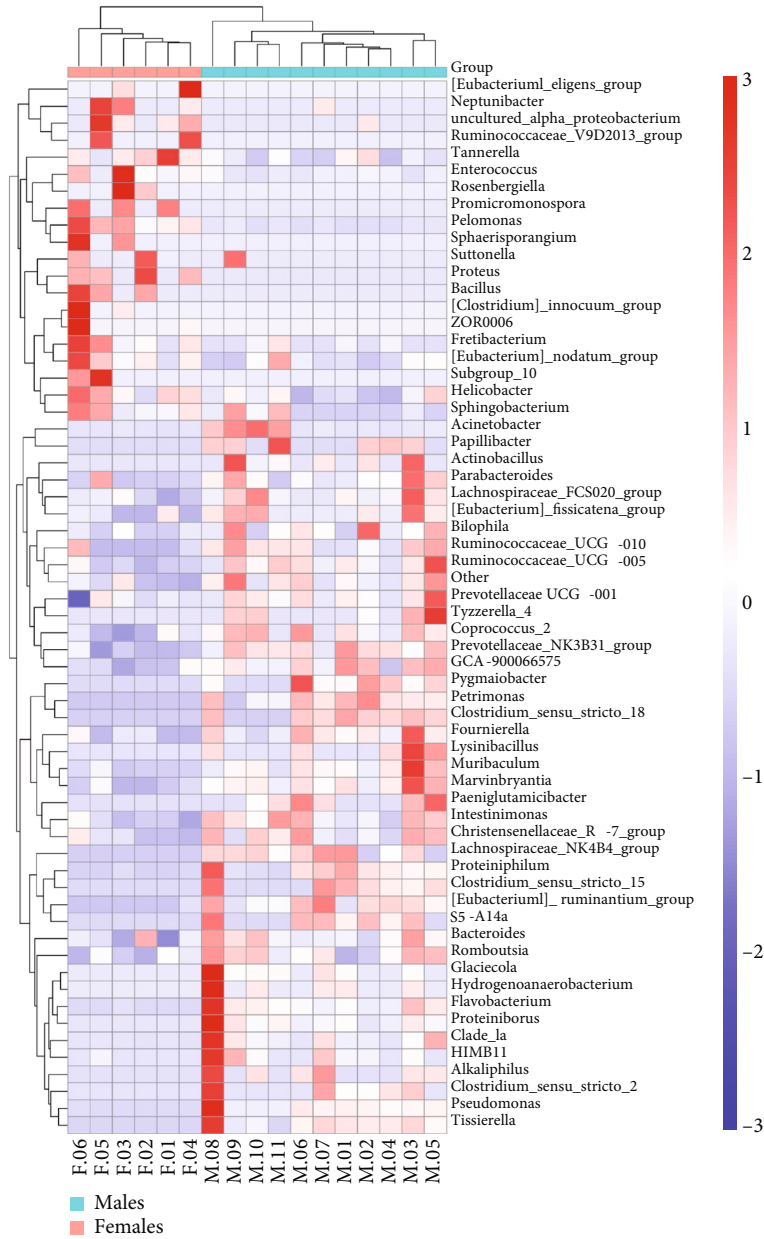 Group
[Eubacteriuml_eligens_group
Neptunibacter
uncultured_alpha_proteobacterium
Ruminococcaceae_V9D2013_group
Tannerella
Enterococcus
Rosenbergiella
Promicromonospora
Pelomonas
Sphaerisporangium
Suttonella
Proteus
Bacillus
[Clostridium]_innocuum_group
ZOR0006
Fretibacterium
[Eubacterium]_nodatum_group
Subgroup_10
Helicobacter
Sphingobacterium
Acinetobacter
Papillibacter
Actinobacillus
Parabacteroides
Lachnospiraceae_FCS020_group
[Eubacterium]_fissicatena_group
Bilophila
Ruminococcaceae_UCG -010
Ruminococcaceae_UCG -005
Other
Prevotellaceae UCG -001
Tyzzerella_4
Coprococcus_2
Prevotellaceae_NK3B31_group
GCA-900066575
Pygmaiobacter
Petrimonas
Clostridium_sensu_stricto_18
Fournierella
Lysinibacillus
Muribaculum
Marvinbryantia
Paeniglutamicibacter
Intestinimonas
Christensenellaceae_R -7_group
Lachnospiraceae_NK4B4_group
Proteiniphilum
Clostridium_sensu_stricto_15
[Eubacteriuml]_ ruminantium_group
S5 -A14a
Bacteroides
Romboutsia
Glaciecola
Hydrogenoanaerobacterium
Flavobacterium
Proteiniborus
Clade_la
HIMB11
Alkaliphilus
Clostridium_sensu_stricto_2
Pseudomonas
Tissierella
3
2
1
0
−1
−2
−3
F.06 F.05 F.03 F.02 F.01 F.04 M.08 M.09 M.10 M.11 M.06 M.07 M.01 M.02 M.04 M.03 M.05
Males
Females